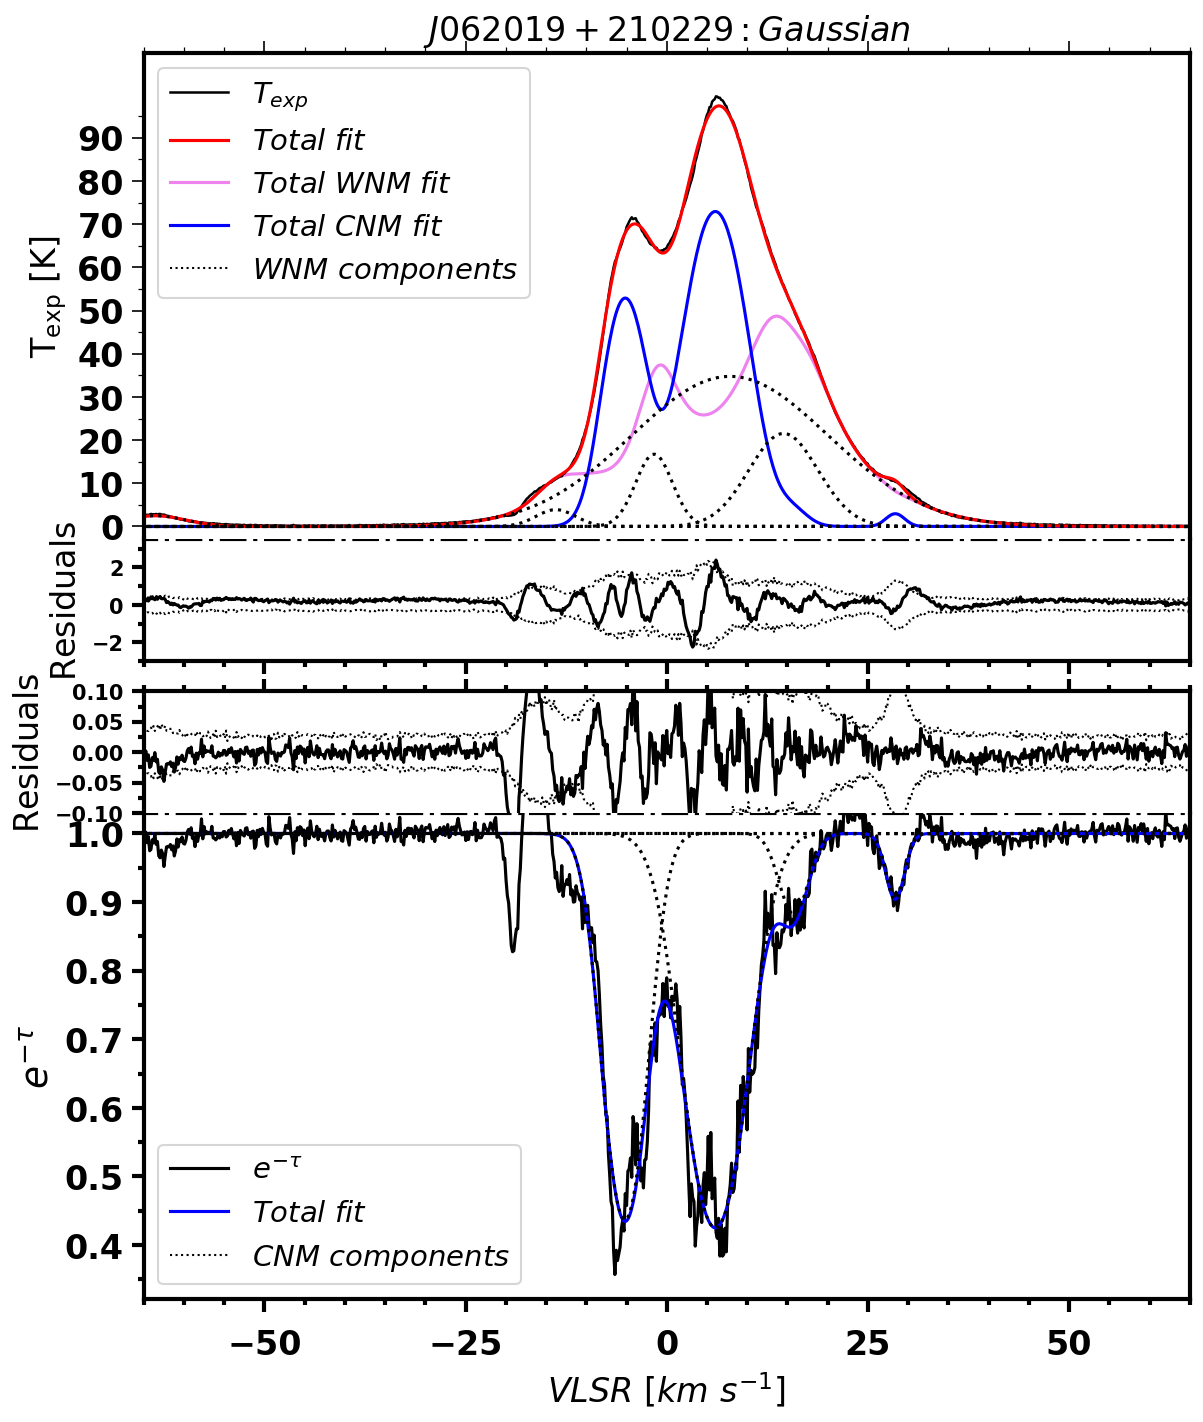 J062019 + 210229 : Gaussian
T_exp
Total fit
Total WNM fit
Total CNM fit
WNM components
T_exp [K]
90
80
70
60
50
40
30
20
10
0
Residuals
2
0
−2
Residuals
0.10
0.05
0.00
−0.05
−0.10
e^−τ
1.0
0.9
0.8
0.7
0.6
0.5
0.4
e^−τ
Total fit
CNM components
−50 −25 0 25 50
VLSR [km s^−1]